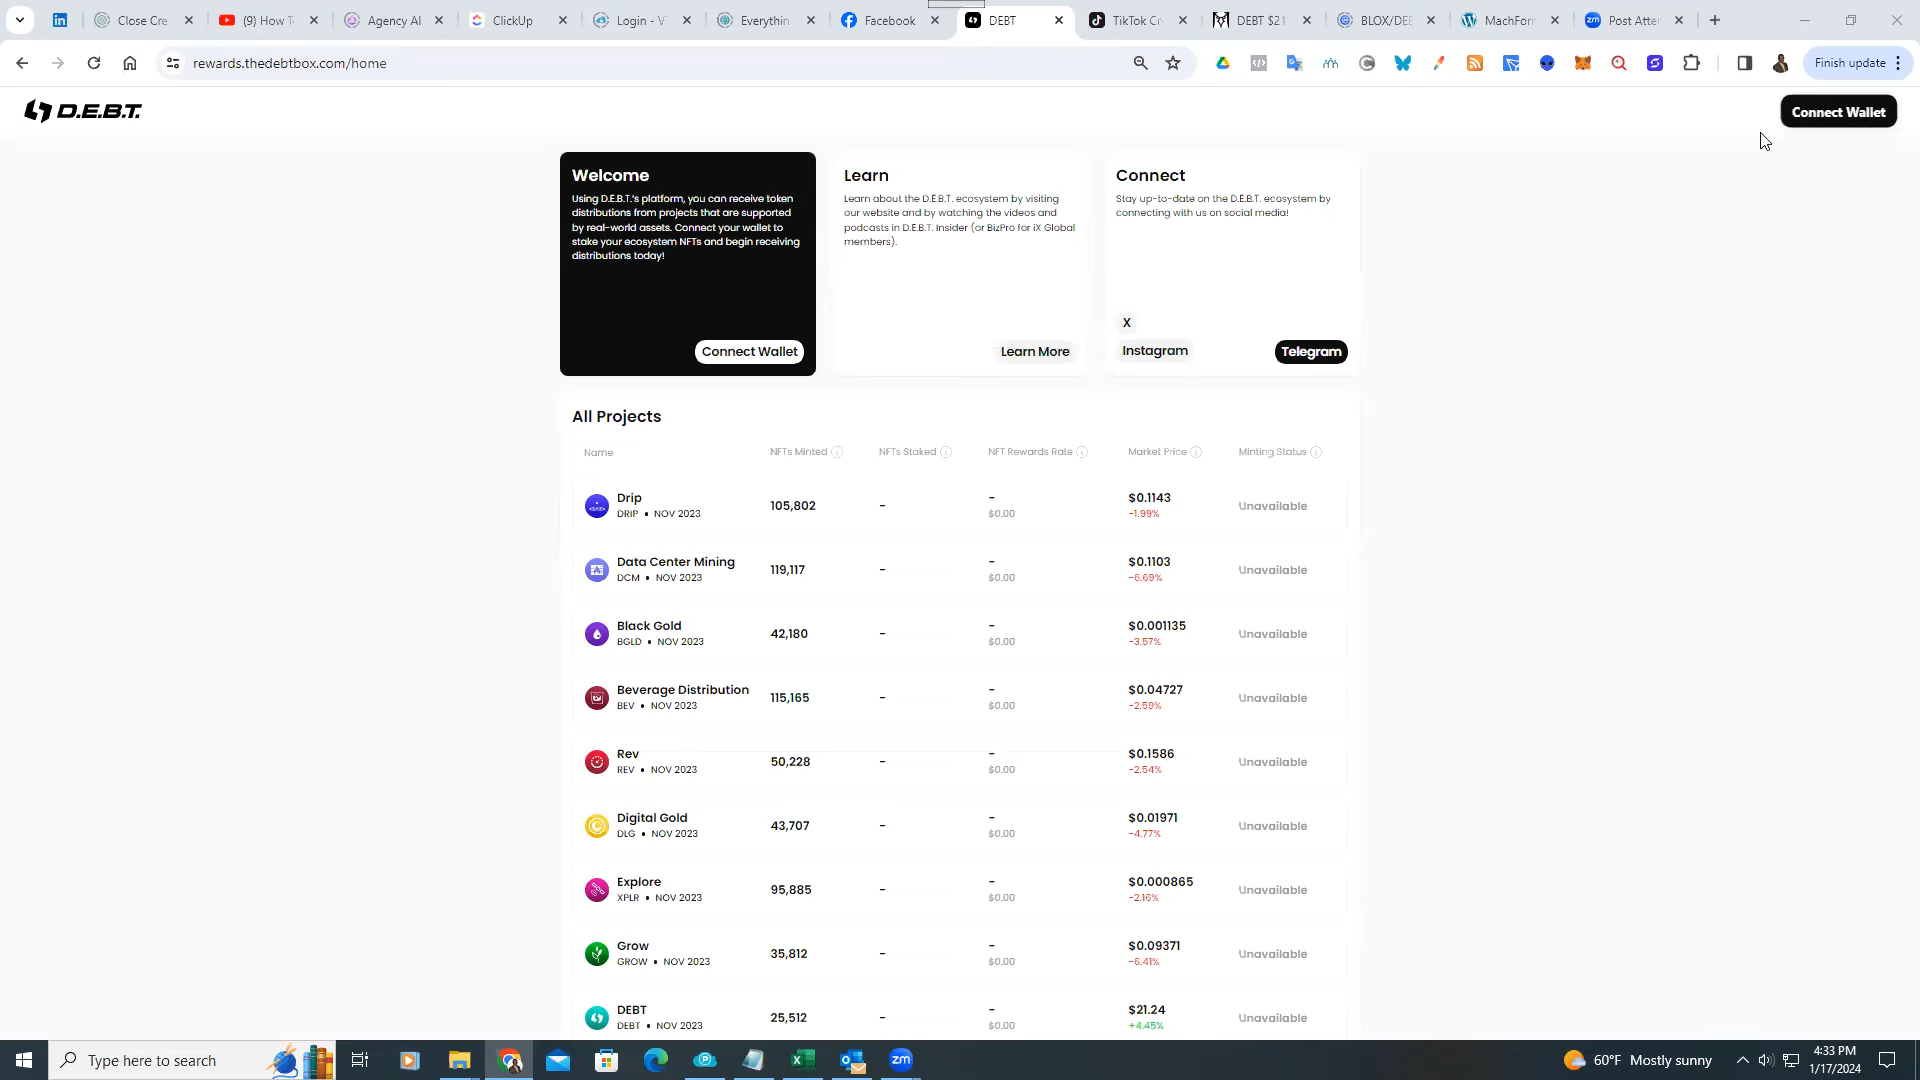 Close Cre
(9) How T
Agency AI
ClickUp
Login - V
Everythin
Facebook
DEBT
TikTok Cr
DEBT $21
BLOX/DEB
MachForm
Post Atter
rewards.thedebtbox.com/home
Finish update
D.E.B.T.
Connect Wallet
Welcome
Using D.E.B.T.'s platform, you can receive token
distributions from projects that are supported
by real-world assets. Connect your wallet to
stake your ecosystem NFTs and begin receiving
distributions today!
Connect Wallet
Learn
Learn about the D.E.B.T. ecosystem by visiting
our website and by watching the videos and
podcasts in D.E.B.T. Insider (or BizPro for iX Global
members).
Learn More
Connect
Stay up-to-date on the D.E.B.T. ecosystem by
connecting with us on social media!
X
Instagram
Telegram
All Projects
Name NFTs Minted NFTs Staked NFT Rewards Rate Market Price Minting Status
Drip 105,802 - - $0.1143 Unavailable
DRIP • NOV 2023 $0.00 -1.99%
Data Center Mining 119,117 - - $0.1103 Unavailable
DCM • NOV 2023 $0.00 -6.69%
Black Gold 42,180 - - $0.001135 Unavailable
BGLD • NOV 2023 $0.00 -3.57%
Beverage Distribution 115,165 - - $0.04727 Unavailable
BEV • NOV 2023 $0.00 -2.59%
Rev 50,228 - - $0.1586 Unavailable
REV • NOV 2023 $0.00 -2.54%
Digital Gold 43,707 - - $0.01971 Unavailable
DLG • NOV 2023 $0.00 -4.77%
Explore 95,885 - - $0.000865 Unavailable
XPLR • NOV 2023 $0.00 -2.16%
Grow 35,812 - - $0.09371 Unavailable
GROW • NOV 2023 $0.00 -6.41%
DEBT 25,512 - - $21.24 Unavailable
DEBT • NOV 2023 $0.00 +4.45%
Type here to search
60°F Mostly sunny
4:33 PM
1/17/2024